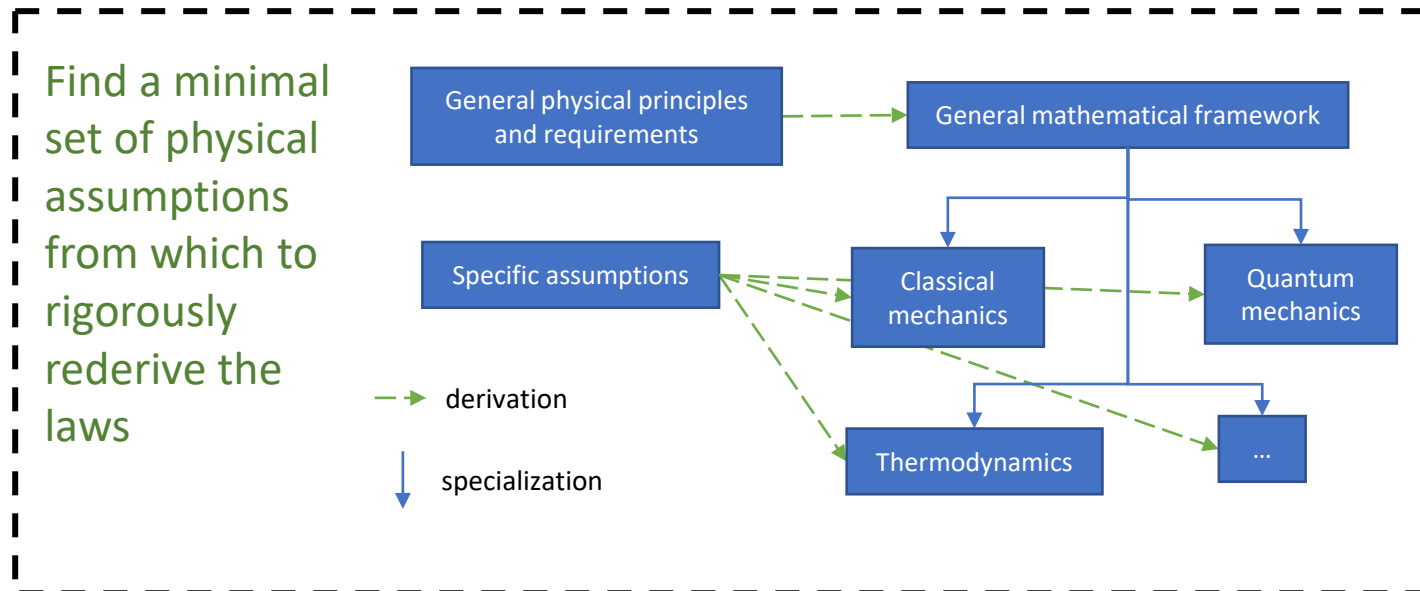 Find a minimal
set of physical
assumptions
from which to
rigorously
rederive the
laws
General physical principles
and requirements
General mathematical framework
Specific assumptions
Classical
mechanics
Quantum
mechanics
derivation
specialization
Thermodynamics
...